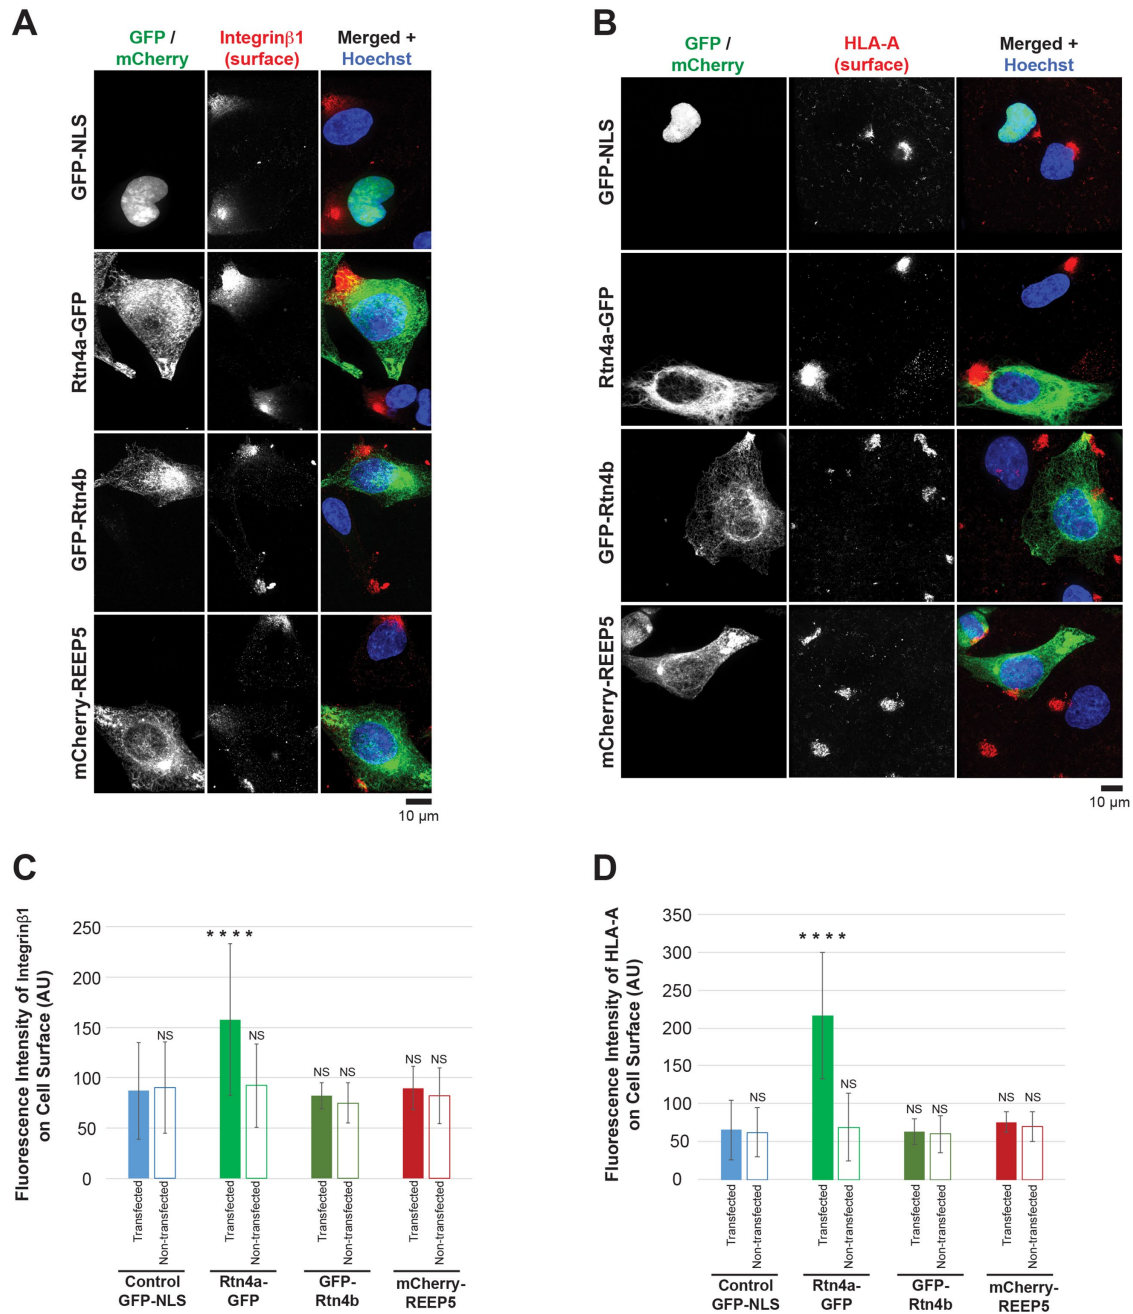 A
GFP / mCherry
Integrinβ1 (surface)
Merged + Hoechst
GFP-NLS
Rtn4a-GFP
GFP-Rtn4b
mCherry-REEP5
10 µm
B
GFP / mCherry
HLA-A (surface)
Merged + Hoechst
GFP-NLS
Rtn4a-GFP
GFP-Rtn4b
mCherry-REEP5
10 µm
C
Fluorescence Intensity of Integrinβ1
on Cell Surface (AU)
250
200
150
100
50
0
* * * *
NS
NS
NS
NS
NS
NS
Transfected
Non-transfected
Transfected
Non-transfected
Transfected
Non-transfected
Transfected
Non-transfected
Control GFP-NLS
Rtn4a-GFP
GFP-Rtn4b
mCherry-REEP5
D
Fluorescence Intensity of HLA-A
on Cell Surface (AU)
350
300
250
200
150
100
50
0
* * * *
NS
NS
NS
NS
NS
NS
Transfected
Non-transfected
Transfected
Non-transfected
Transfected
Non-transfected
Transfected
Non-transfected
Control GFP-NLS
Rtn4a-GFP
GFP-Rtn4b
mCherry-REEP5